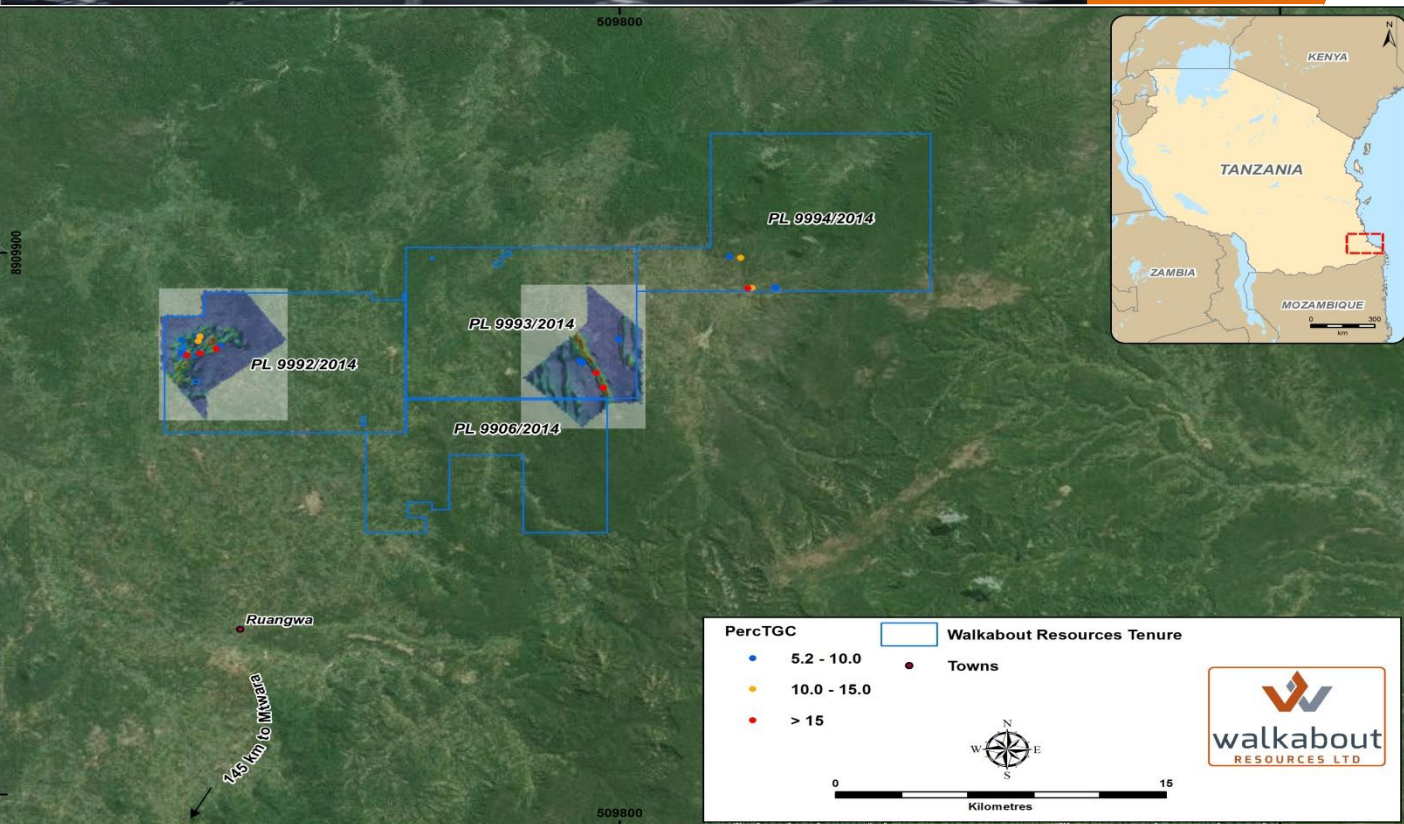 509800
N
KENYA
TANZANIA
ZAMBIA
MOZAMBIQUE
0 300
km
8909900
PL 9994/2014
PL 9993/2014
PL 9992/2014
PL 9906/2014
Ruangwa
145 km to Mtwara
509800
PercTGC
5.2 - 10.0
10.0 - 15.0
> 15
Walkabout Resources Tenure
Towns
N
W E
S
0 15
Kilometres
walkabout
RESOURCES LTD